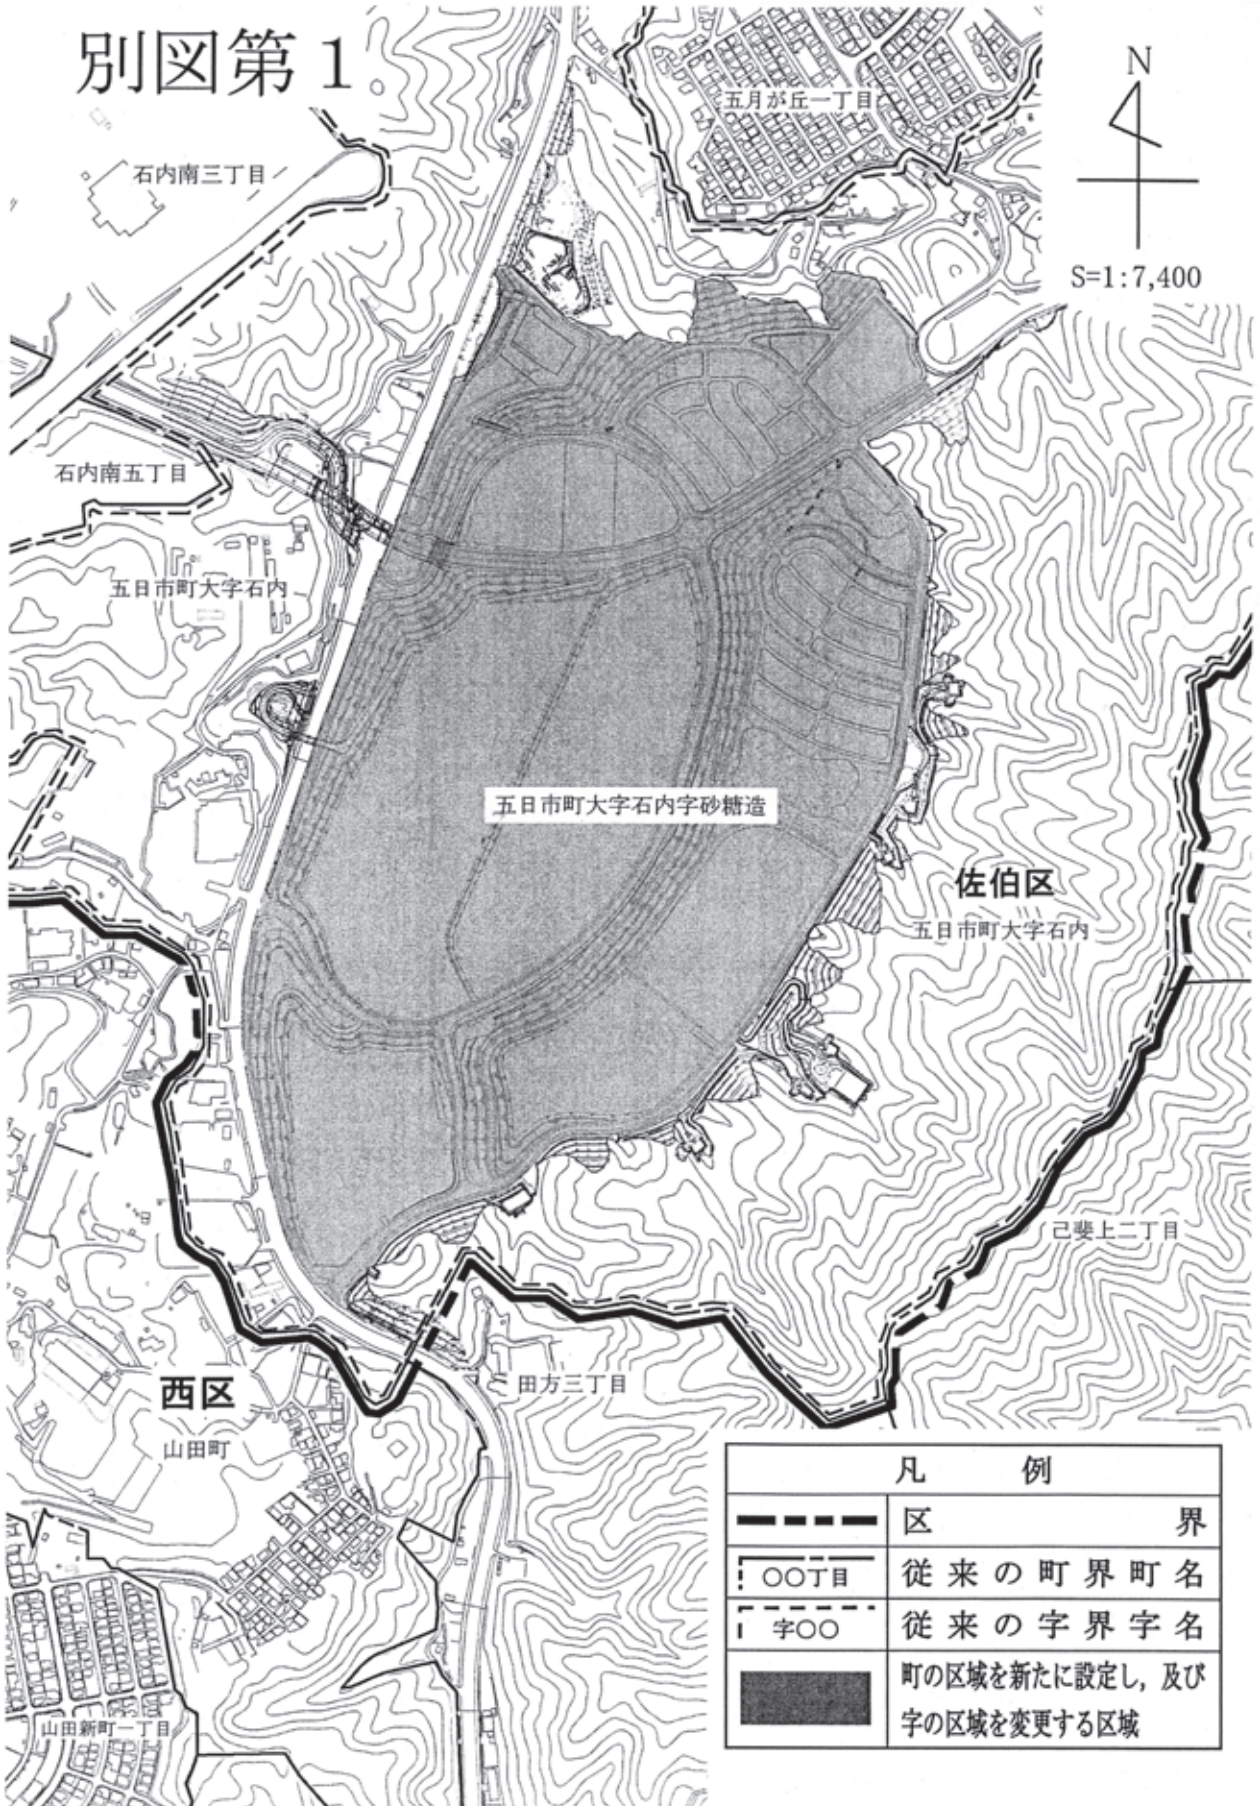 別図第1
N
S=1:7,400
五月が丘一丁目
石内南三丁目
石内南五丁目
五日市町大字石内
五日市町大字石内字砂糖造
佐伯区
五日市町大字石内
己斐上二丁目
田方三丁目
西区
山田町
山田新町一丁目
凡 例
区 界
〇〇丁目 従来の町界町名
字〇〇 従来の字界字名
町の区域を新たに設定し，及び
字の区域を変更する区域